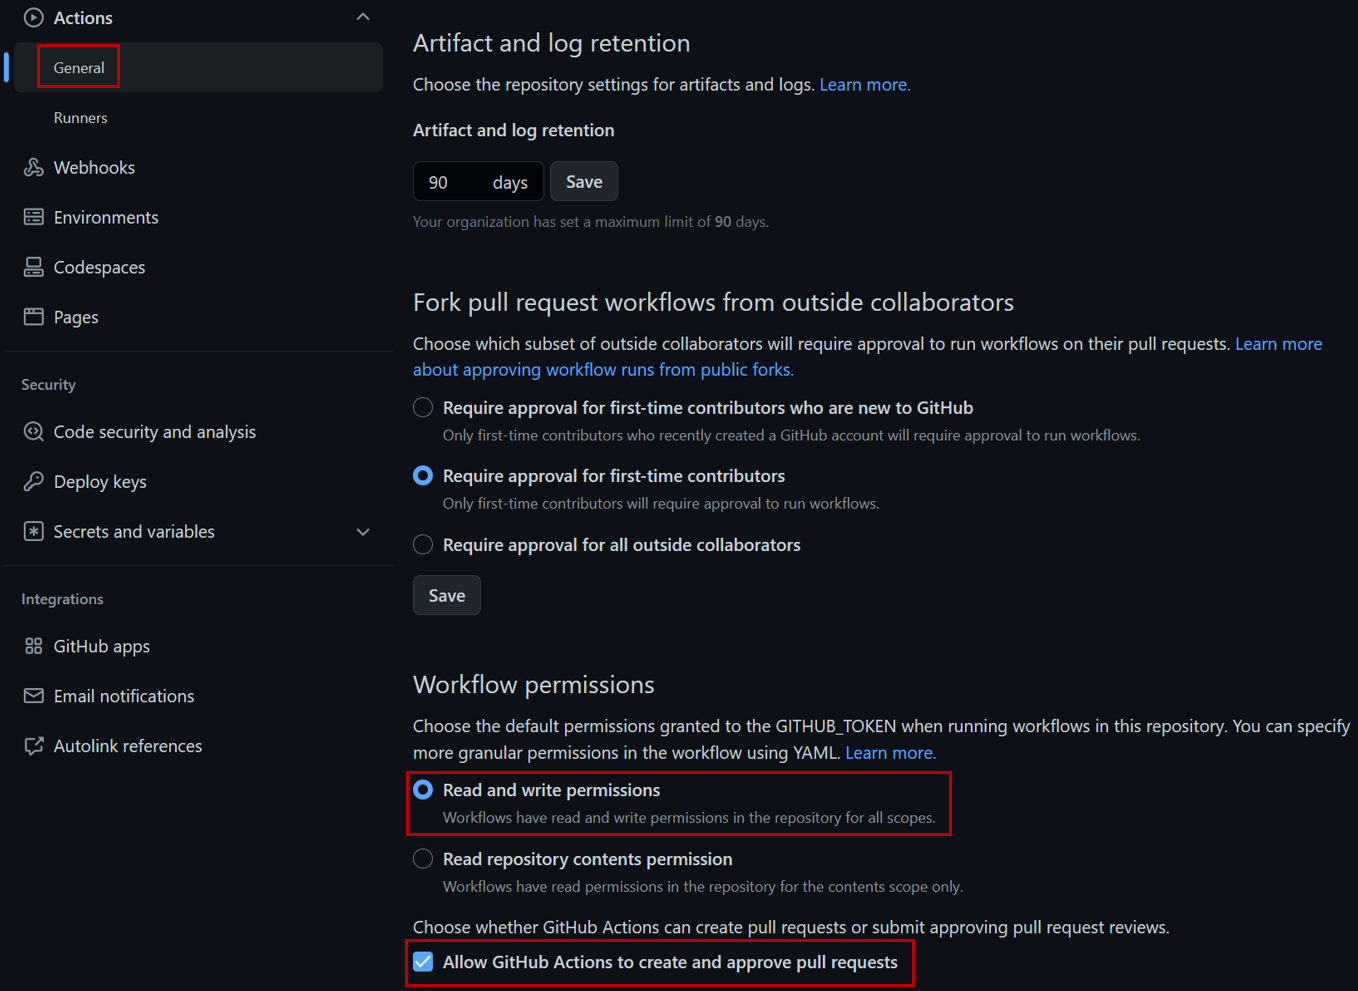 Actions
General
Runners
Webhooks
Environments
Codespaces
Pages
Security
Code security and analysis
Deploy keys
Secrets and variables
Integrations
GitHub apps
Email notifications
Autolink references
Artifact and log retention
Choose the repository settings for artifacts and logs. Learn more.
Artifact and log retention
90 days Save
Your organization has set a maximum limit of 90 days.
Fork pull request workflows from outside collaborators
Choose which subset of outside collaborators will require approval to run workflows on their pull requests. Learn more
about approving workflow runs from public forks.
Require approval for first-time contributors who are new to GitHub
Only first-time contributors who recently created a GitHub account will require approval to run workflows.
Require approval for first-time contributors
Only first-time contributors will require approval to run workflows.
Require approval for all outside collaborators
Save
Workflow permissions
Choose the default permissions granted to the GITHUB_TOKEN when running workflows in this repository. You can specify
more granular permissions in the workflow using YAML. Learn more.
Read and write permissions
Workflows have read and write permissions in the repository for all scopes.
Read repository contents permission
Workflows have read permissions in the repository for the contents scope only.
Choose whether GitHub Actions can create pull requests or submit approving pull request reviews.
Allow GitHub Actions to create and approve pull requests